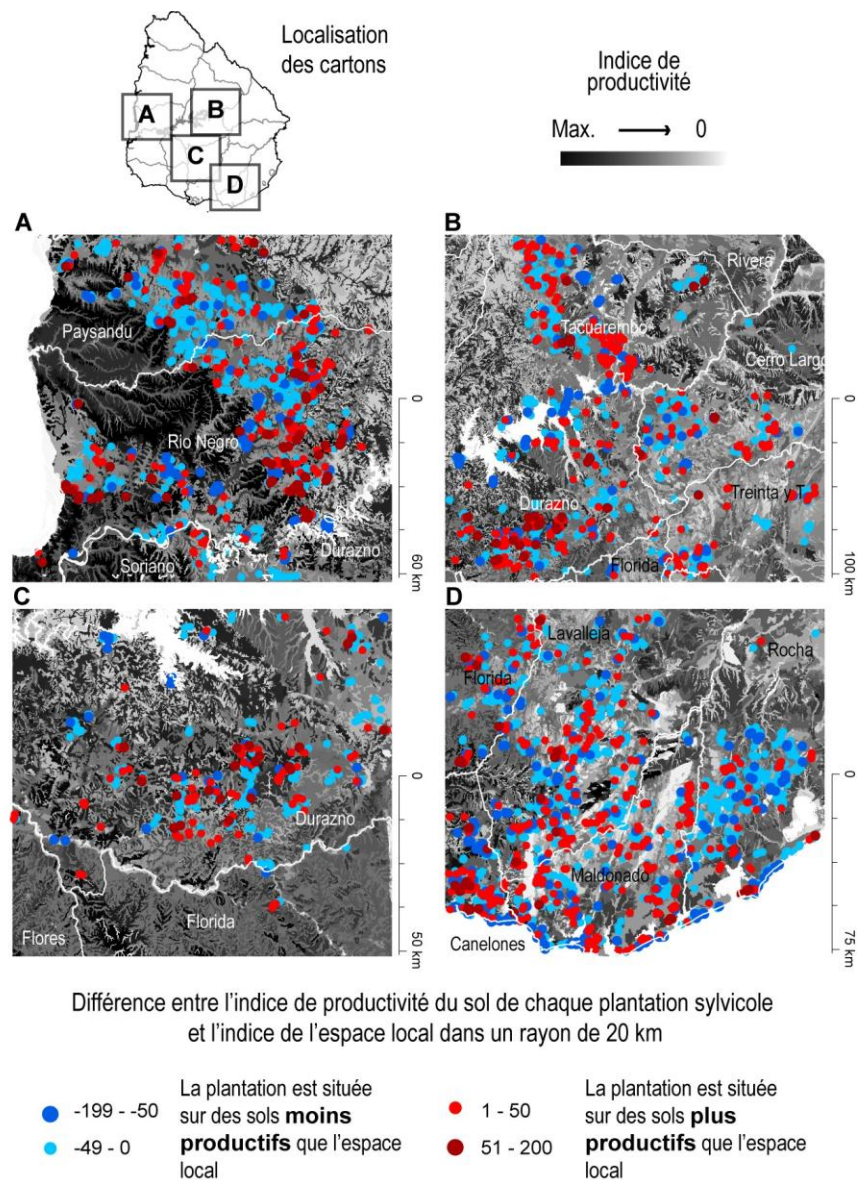 Localisation
des cartons
A
B
C
D
Indice de
productivité
Max. → 0
A
Paysandu
Rio Negro
Soriano
Durazno
0
60 km
B
Rivera
Tacuarembo
Cerro Largo
Durazno
Treinta y T
Florida
0
100 km
C
Durazno
Flores
Florida
0
50 km
D
Lavalleja
Florida
Rocha
Maldonado
Canelones
0
75 km
Différence entre l'indice de productivité du sol de chaque plantation sylvicole
et l'indice de l'espace local dans un rayon de 20 km
-199 - -50
-49 - 0
La plantation est située
sur des sols moins
productifs que l'espace
local
1 - 50
51 - 200
La plantation est située
sur des sols plus
productifs que l'espace
local